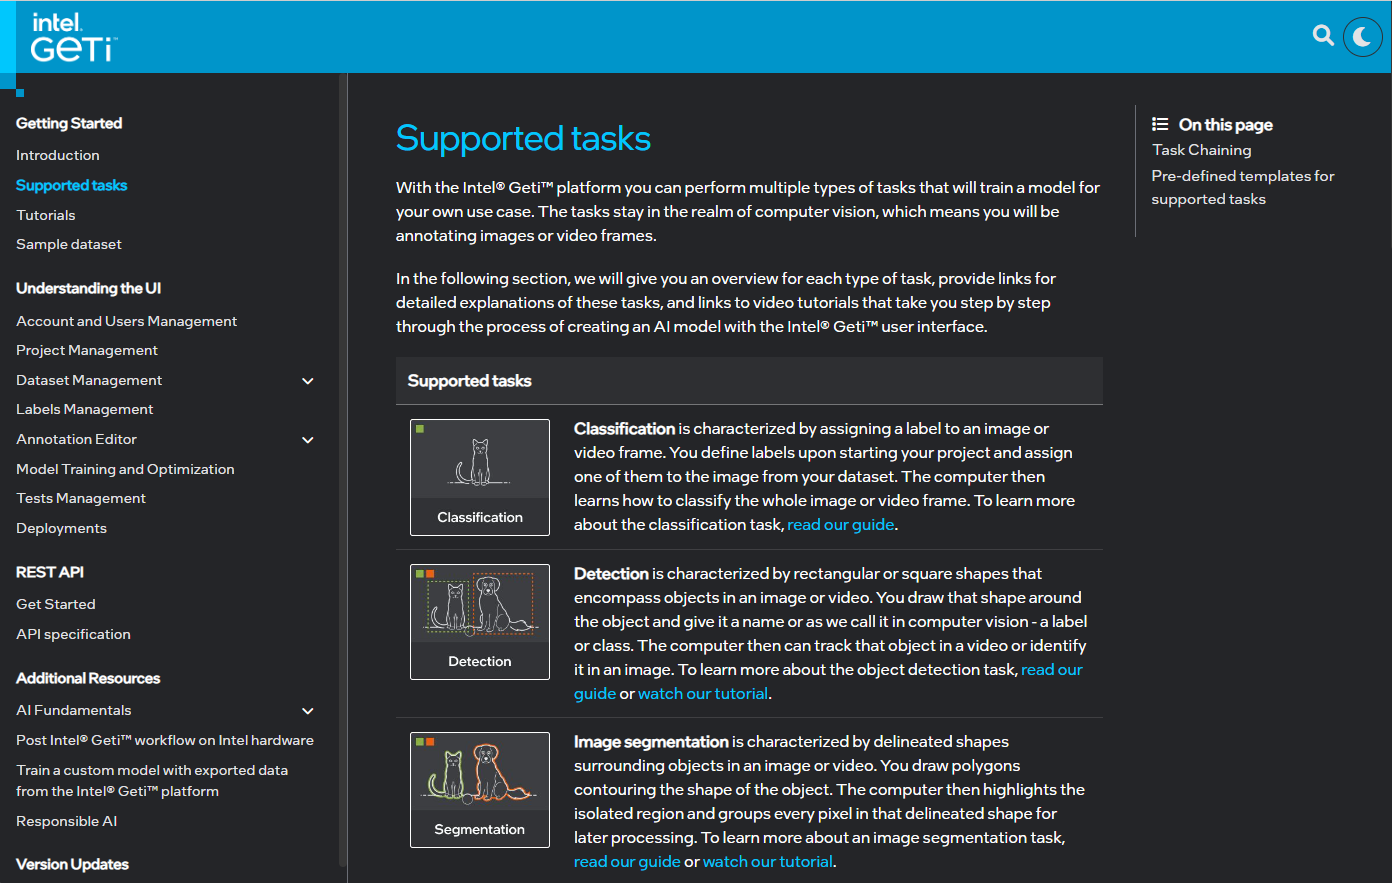 intel.
GETi™
Getting Started
Introduction
Supported tasks
Tutorials
Sample dataset
Understanding the UI
Account and Users Management
Project Management
Dataset Management
Labels Management
Annotation Editor
Model Training and Optimization
Tests Management
Deployments
REST API
Get Started
API specification
Additional Resources
AI Fundamentals
Post Intel® Geti™ workflow on Intel hardware
Train a custom model with exported data
from the Intel® Geti™ platform
Responsible AI
Version Updates
Supported tasks
With the Intel® Geti™ platform you can perform multiple types of tasks that will train a model for
your own use case. The tasks stay in the realm of computer vision, which means you will be
annotating images or video frames.
In the following section, we will give you an overview for each type of task, provide links for
detailed explanations of these tasks, and links to video tutorials that take you step by step
through the process of creating an AI model with the Intel® Geti™ user interface.
Supported tasks
Classification
Classification is characterized by assigning a label to an image or
video frame. You define labels upon starting your project and assign
one of them to the image from your dataset. The computer then
learns how to classify the whole image or video frame. To learn more
about the classification task, read our guide.
Detection
Detection is characterized by rectangular or square shapes that
encompass objects in an image or video. You draw that shape around
the object and give it a name or as we call it in computer vision - a label
or class. The computer then can track that object in a video or identify
it in an image. To learn more about the object detection task, read our
guide or watch our tutorial.
Segmentation
Image segmentation is characterized by delineated shapes
surrounding objects in an image or video. You draw polygons
contouring the shape of the object. The computer then highlights the
isolated region and groups every pixel in that delineated shape for
later processing. To learn more about an image segmentation task,
read our guide or watch our tutorial.
On this page
Task Chaining
Pre-defined templates for
supported tasks